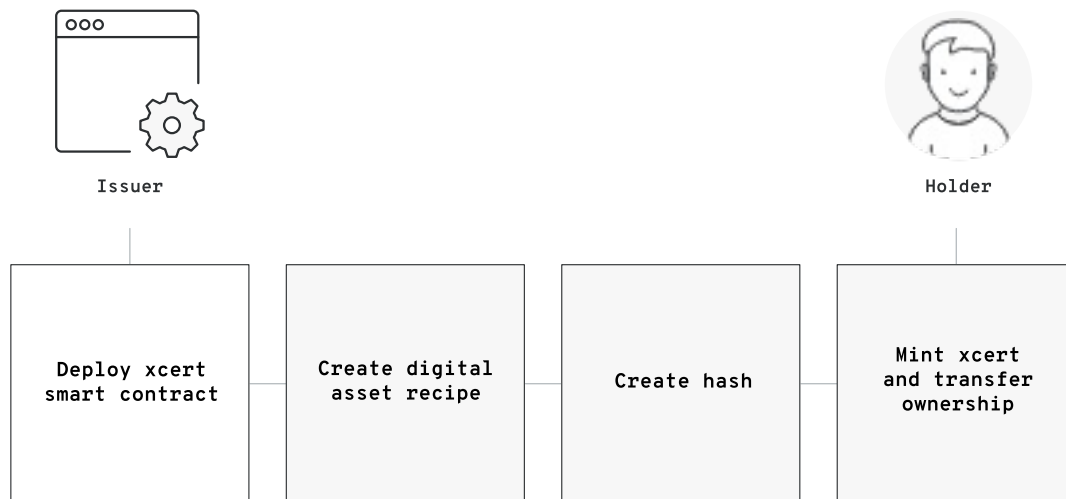 Issuer
Holder
Deploy xcert
smart contract
Create digital
asset recipe
Create hash
Mint xcert
and transfer
ownership